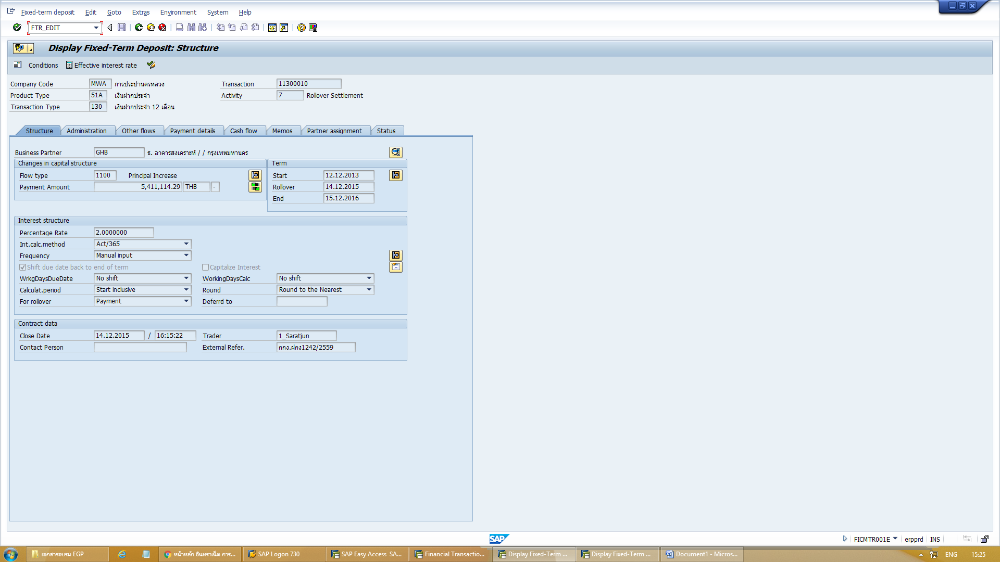 Fixed-term deposit Edit Goto Extras Environment System Help
FTR_EDIT
Display Fixed-Term Deposit: Structure
Conditions Effective interest rate
Company Code MWA การประปานครหลวง Transaction 11300010
Product Type 51A เงินฝากประจำ Activity 7 Rollover Settlement
Transaction Type 130 เงินฝากประจำ 12 เดือน
Structure Administration Other flows Payment details Cash flow Memos Partner assignment Status
Business Partner GHB ธ. อาคารสงเคราะห์ / / กรุงเทพมหานคร
Changes in capital structure Term
Flow type 1100 Principal Increase Start 12.12.2013
Payment Amount 5,411,114.29 THB - Rollover 14.12.2015
End 15.12.2016
Interest structure
Percentage Rate 2.0000000
Int.calc.method Act/365
Frequency Manual input
Shift due date back to end of term Capitalize Interest
WrkgDaysDueDate No shift WorkingDaysCalc No shift
Calculat.period Start inclusive Round Round to the Nearest
For rollover Payment Deferrd to
Contract data
Close Date 14.12.2015 / 16:15:22 Trader 1_Saratjun
Contact Person External Refer. กกง.ฝกง1242/2559
SAP FICMTR001E erpprd INS
เอกสารอบรม EGP หน้าหลัก อินทราเน็ต การ... SAP Logon 730 SAP Easy Access SA... Financial Transactio... Display Fixed-Term ... Display Fixed-Term ... Document1 - Micros... ENG 15:25